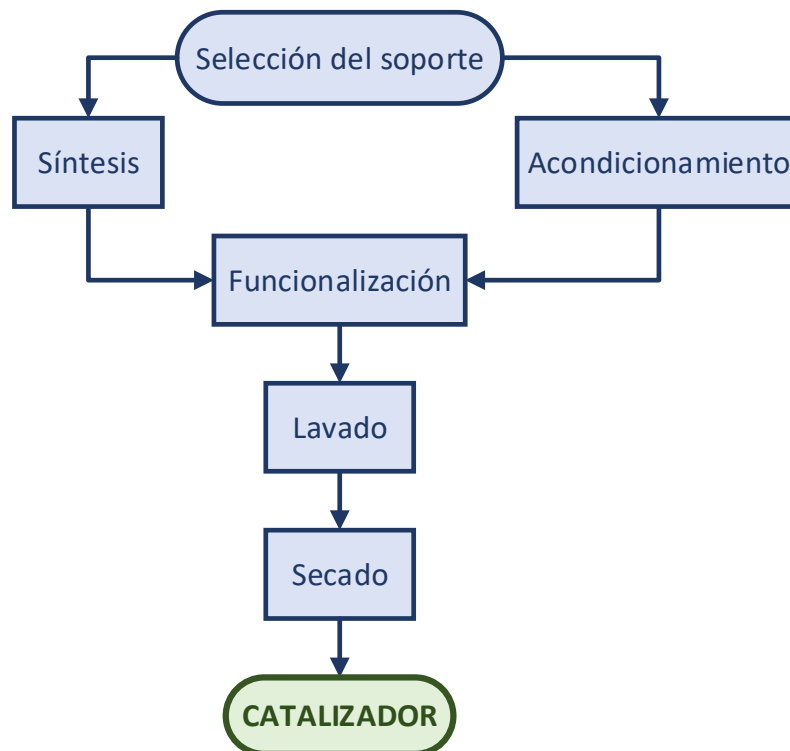 Selección del soporte
Síntesis
Acondicionamiento
Funcionalización
Lavado
Secado
CATALIZADOR